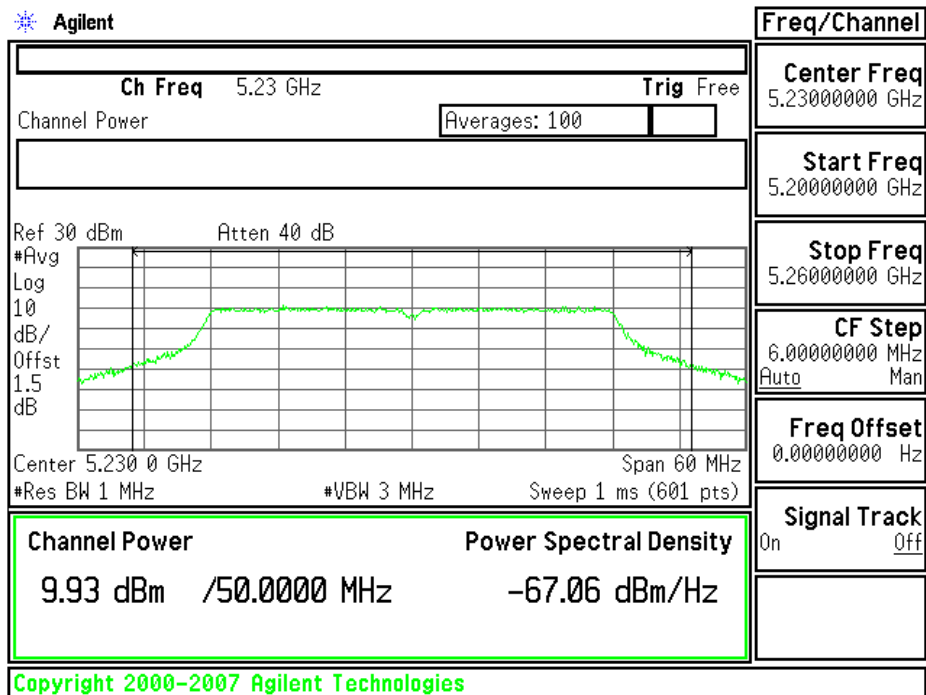 Agilent
Freq/Channel
Ch Freq 5.23 GHz Trig Free
Channel Power Averages: 100
Ref 30 dBm Atten 40 dB
#Avg
Log
10
dB/
Offst
1.5
dB
Center 5.230 0 GHz Span 60 MHz
#Res BW 1 MHz #VBW 3 MHz Sweep 1 ms (601 pts)
Channel Power Power Spectral Density
9.93 dBm /50.0000 MHz -67.06 dBm/Hz
Center Freq
5.23000000 GHz
Start Freq
5.20000000 GHz
Stop Freq
5.26000000 GHz
CF Step
6.00000000 MHz
Auto Man
Freq Offset
0.00000000 Hz
Signal Track
On Off
Copyright 2000-2007 Agilent Technologies